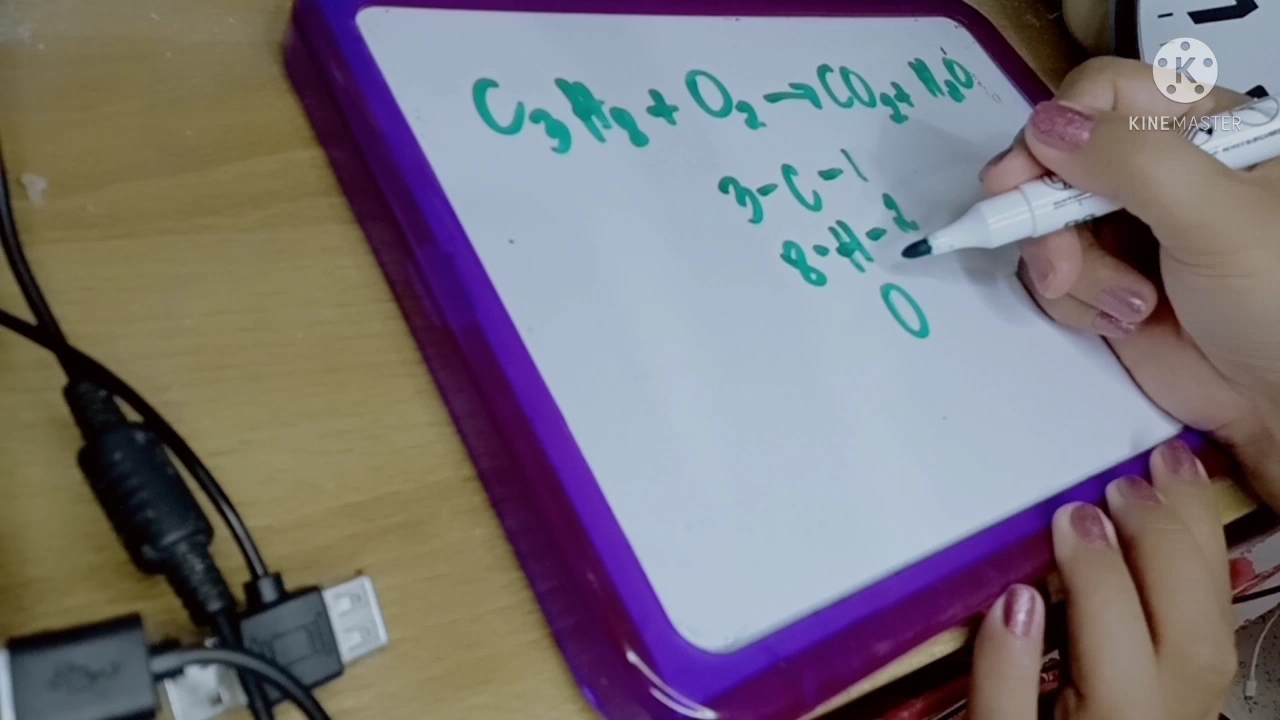 C3H8 + O2 → CO2 + H2O
3 - C - 1
8 - H - 2
O
K
KINEMASTER